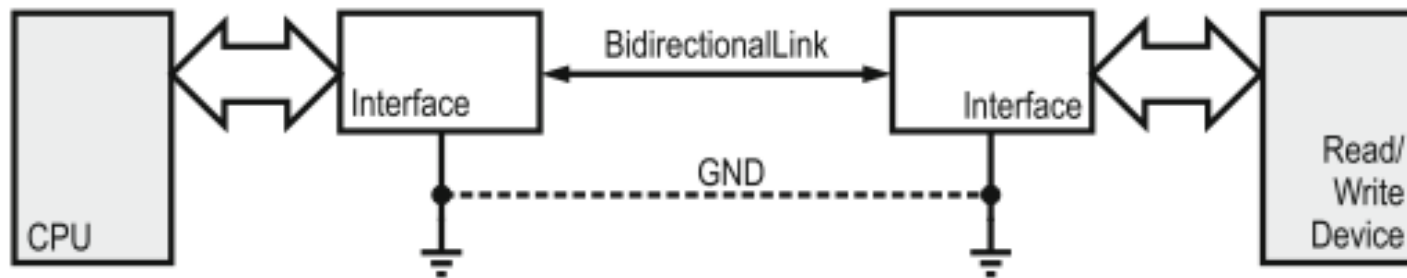 BidirectionalLink
Interface
Interface
GND
CPU
Read/
Write
Device